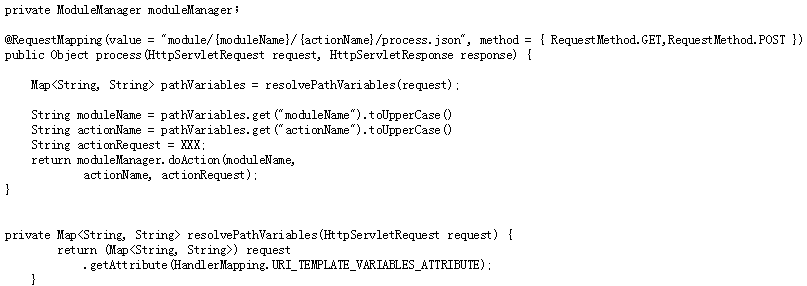 private ModuleManager moduleManager;
@RequestMapping(value = "module/{moduleName}/{actionName}/process.json", method = { RequestMethod.GET,RequestMethod.POST })
public Object process(HttpServletRequest request, HttpServletResponse response) {
Map<String, String> pathVariables = resolvePathVariables(request);
String moduleName = pathVariables.get("moduleName").toUpperCase()
String actionName = pathVariables.get("actionName").toUpperCase()
String actionRequest = XXX;
return moduleManager.doAction(moduleName,
actionName, actionRequest);
}
private Map<String, String> resolvePathVariables(HttpServletRequest request) {
return (Map<String, String>) request
.getAttribute(HandlerMapping.URI_TEMPLATE_VARIABLES_ATTRIBUTE);
}